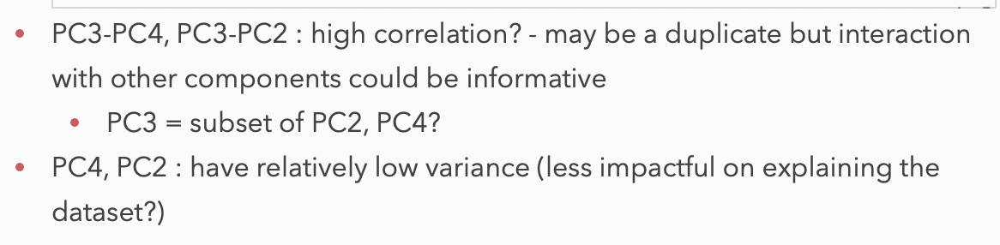 • PC3-PC4, PC3-PC2 : high correlation? - may be a duplicate but interaction
with other components could be informative
• PC3 = subset of PC2, PC4?
• PC4, PC2 : have relatively low variance (less impactful on explaining the
dataset?)